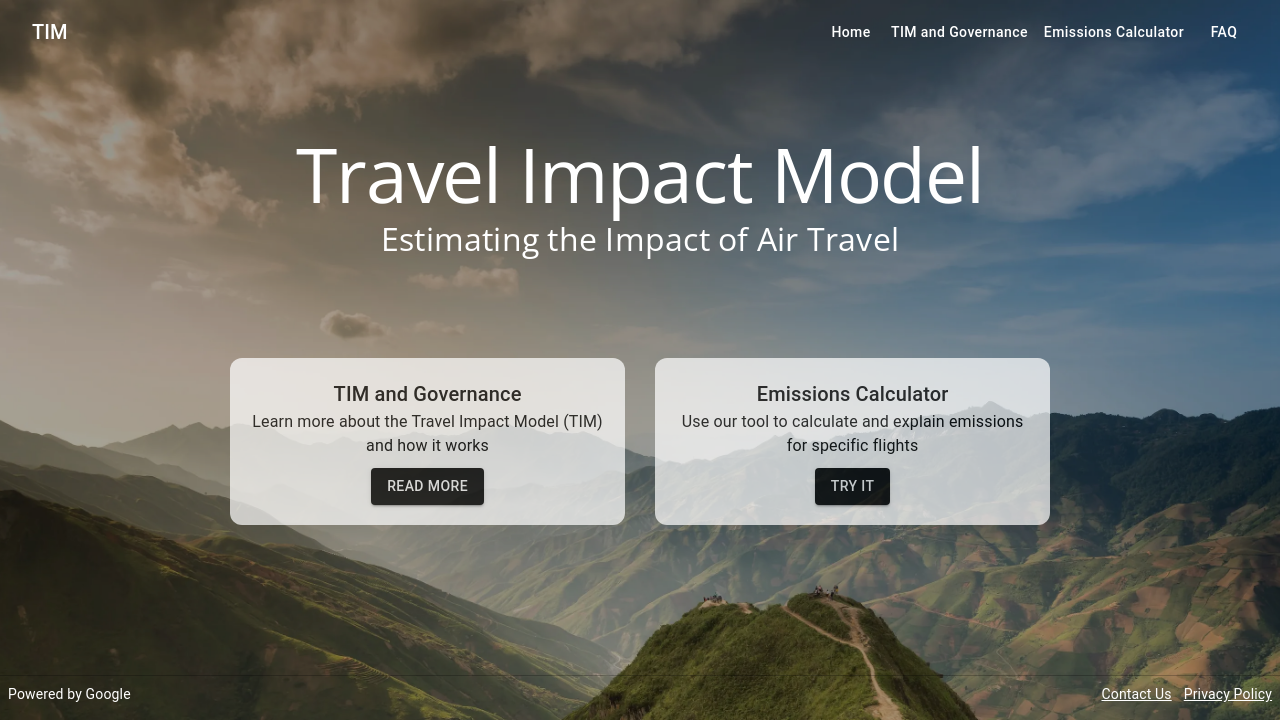 TIM
Home
TIM and Governance
Emissions Calculator
FAQ
Travel Impact Model
Estimating the Impact of Air Travel
TIM and Governance
Learn more about the Travel Impact Model (TIM)
and how it works
READ MORE
Emissions Calculator
Use our tool to calculate and explain emissions
for specific flights
TRY IT
Powered by Google
Contact Us
Privacy Policy